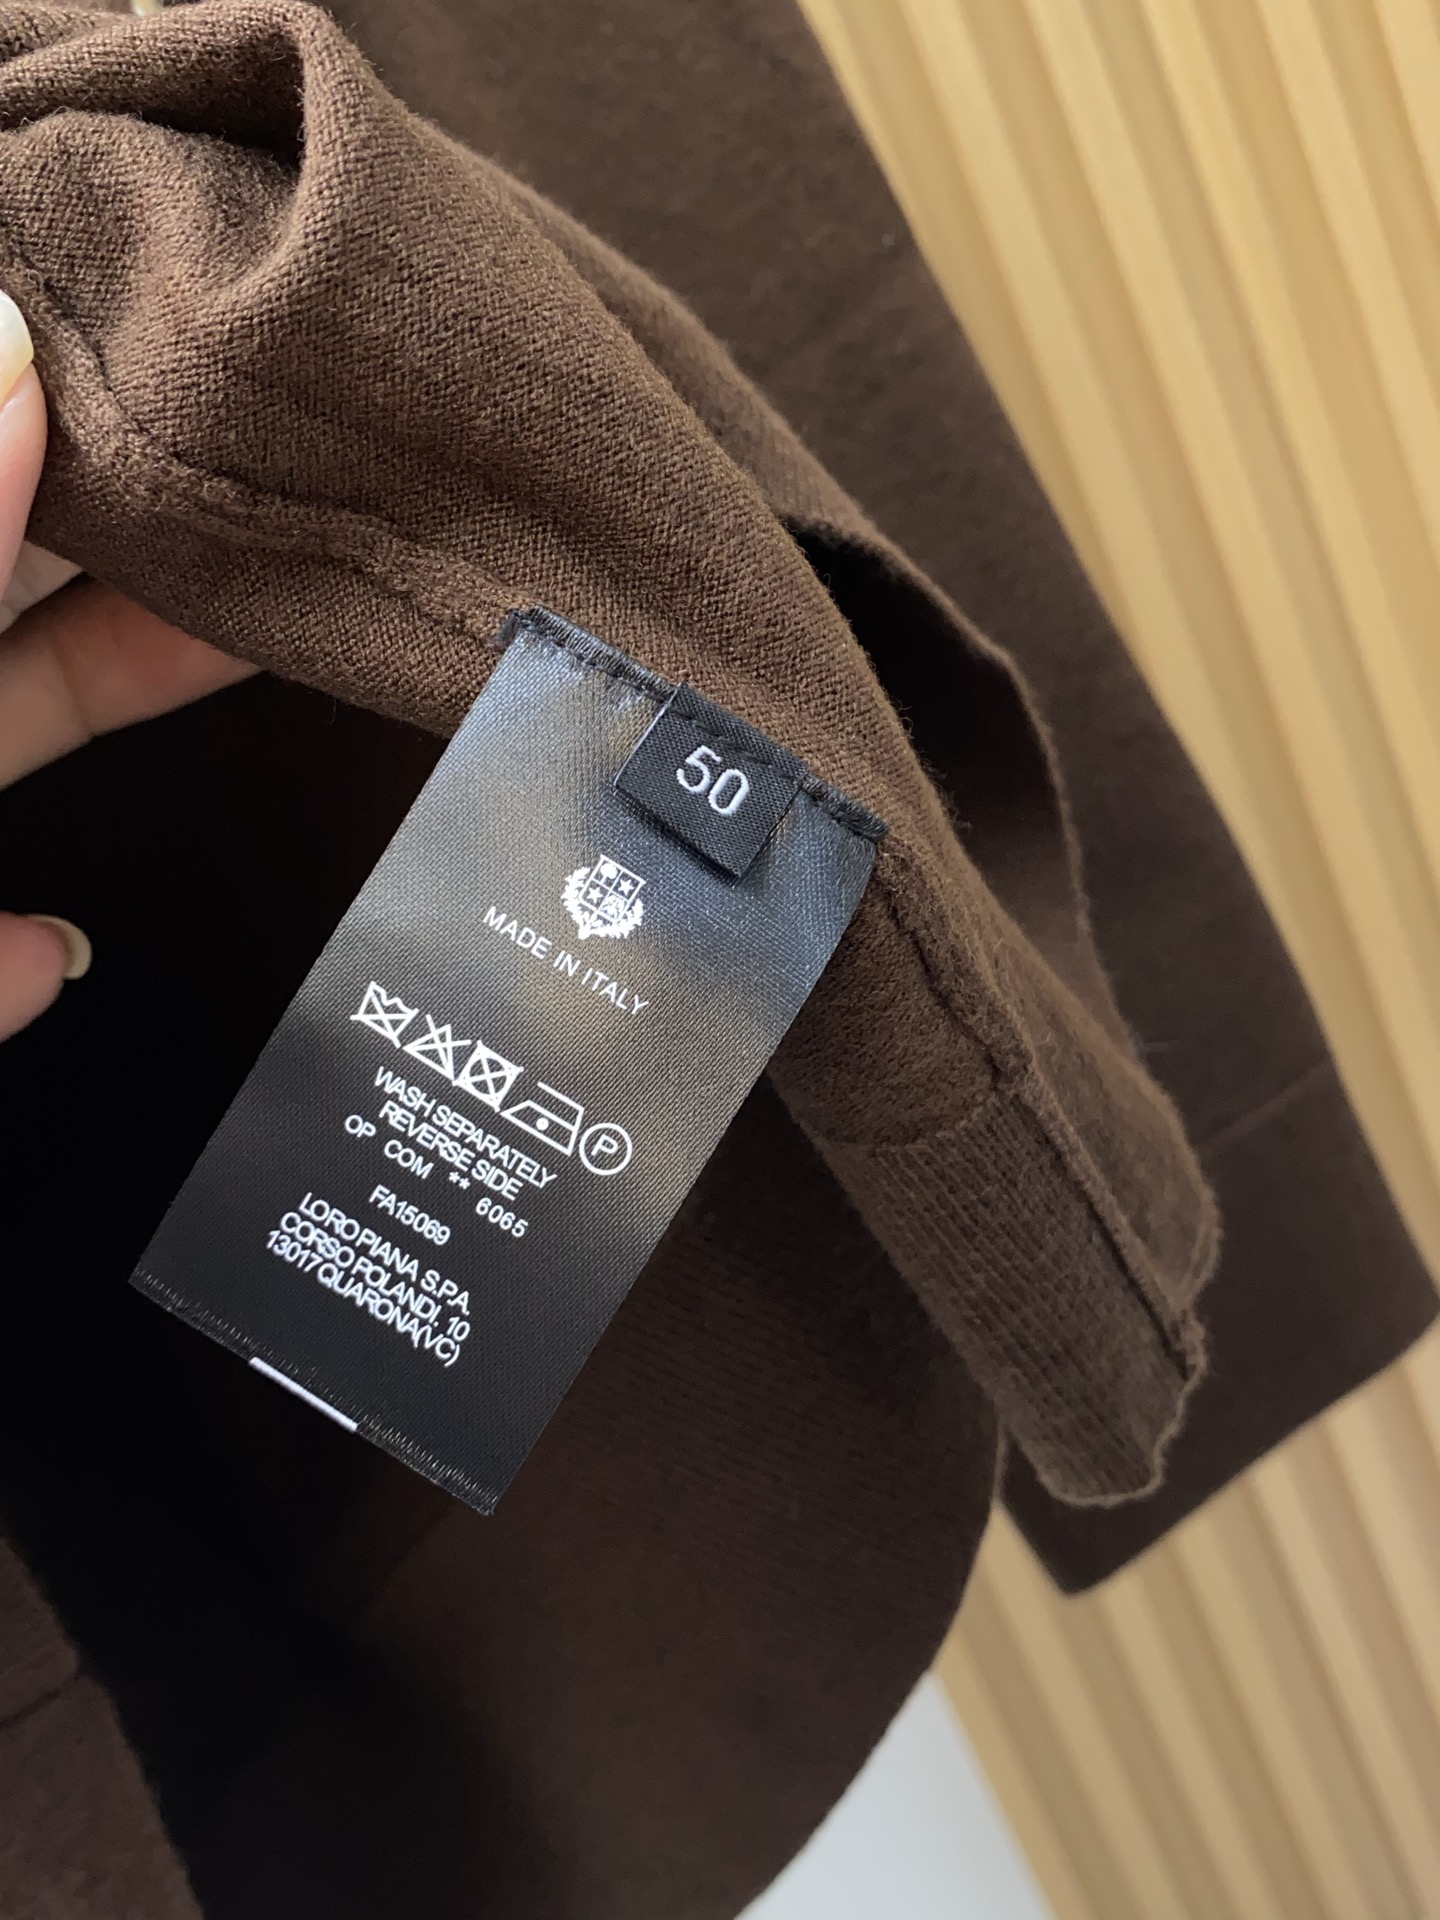 50
MADE IN ITALY
P
WASH SEPARATELY
REVERSE SIDE
OP COM ** 6065
FA15069
LORO PIANA S.P.A.
CORSO POLANDI, 10
13017 QUARONA(VC)